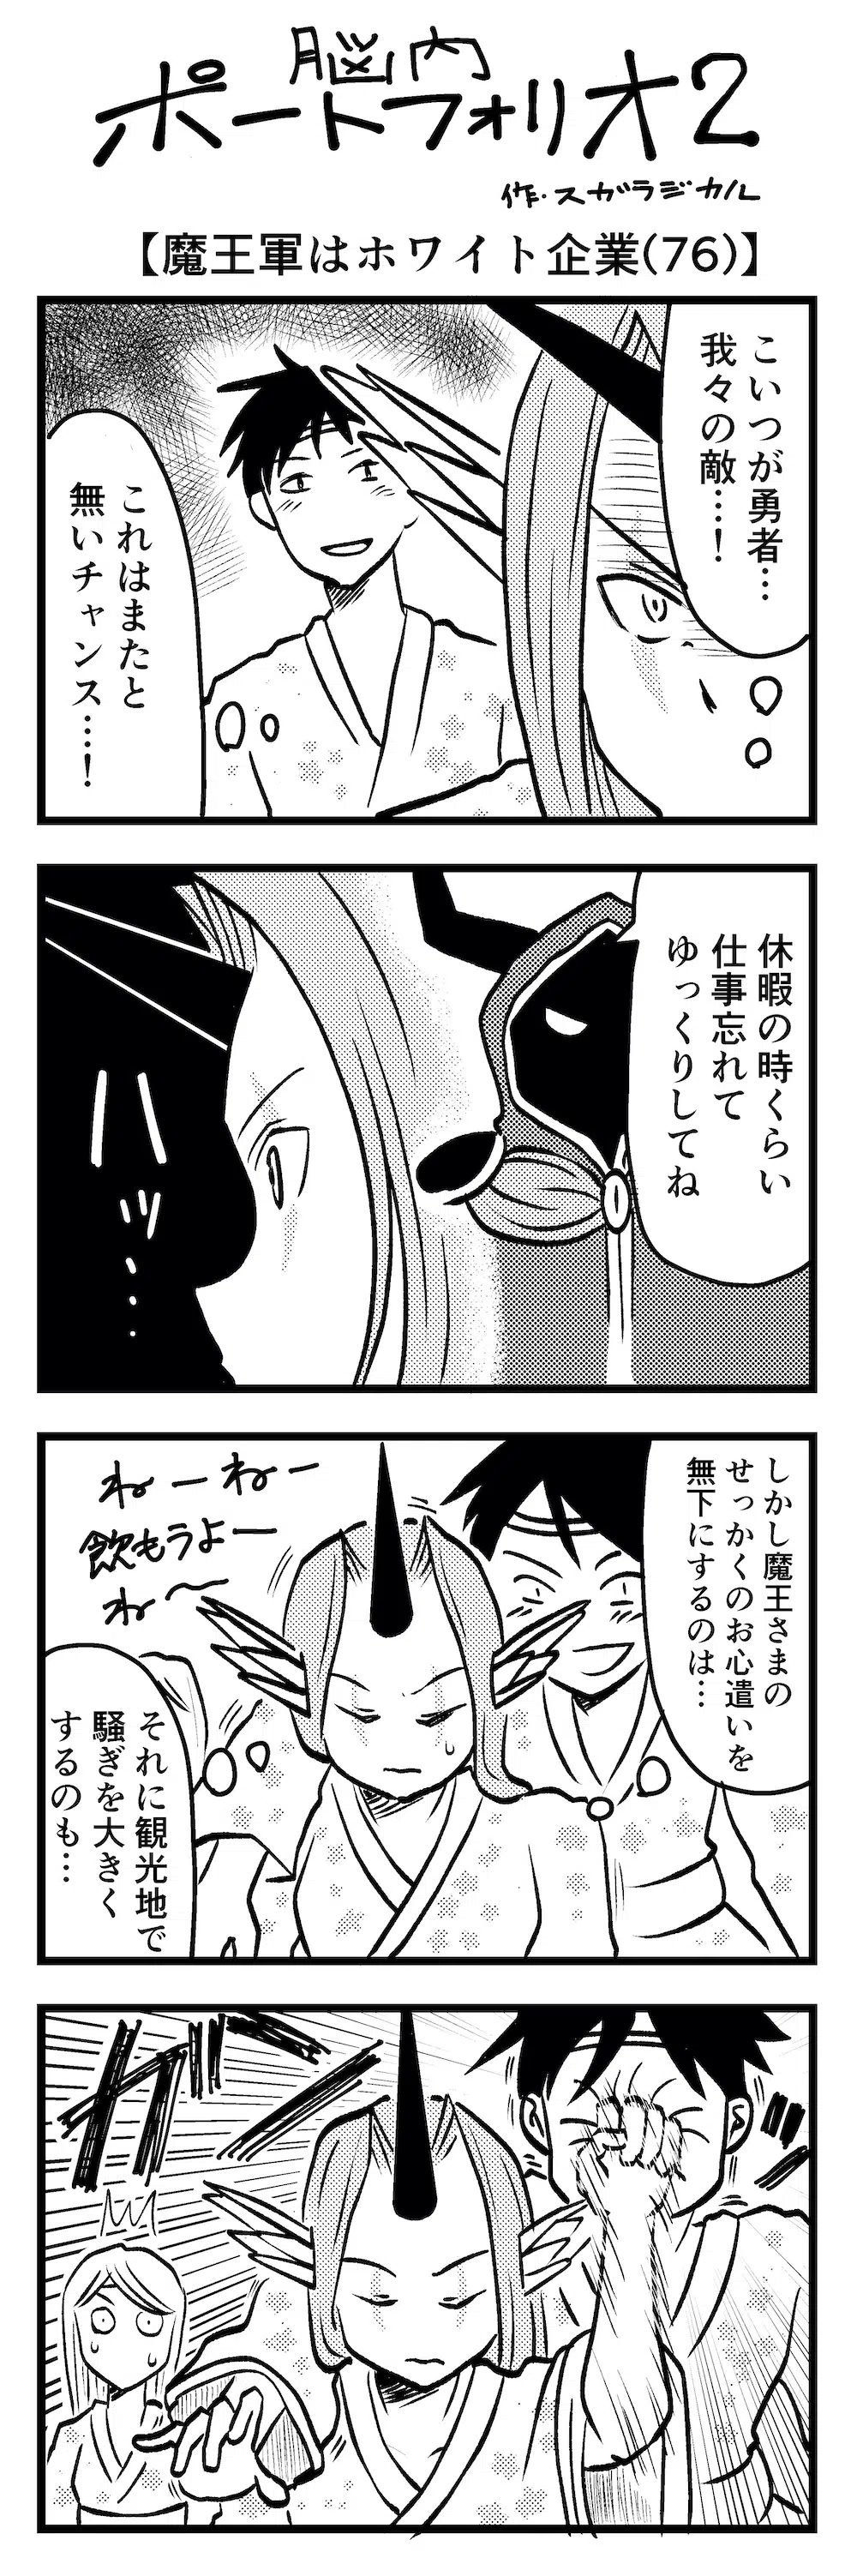 脳内
ポートフォリオ2
作・スガラジカル
【魔王軍はホワイト企業(76)】
こいつが勇者…
我々の敵…!
これはまたと
無いチャンス…!
休暇の時くらい
仕事忘れて
ゆっくりしてね
ハッ…
しかし魔王さまの
せっかくのお心遣いを
無下にするのは…
ねーねー
飲もうよー
ね〜
それに観光地で
騒ぎを大きく
するのも…
ガンッ